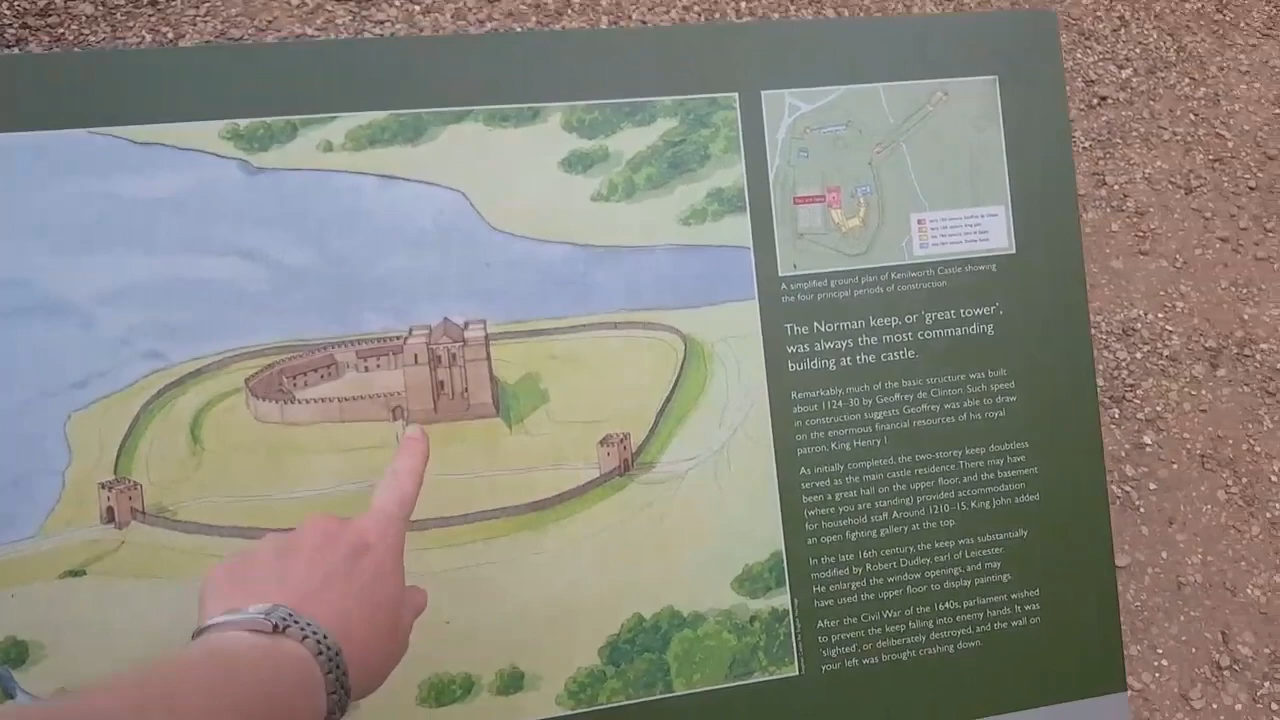 A simplified ground plan of Kenilworth Castle showing
the four principal periods of construction
The Norman keep, or 'great tower',
was always the most commanding
building at the castle.
Remarkably, much of the basic structure was built
about 1124–30 by Geoffrey de Clinton. Such speed
in construction suggests Geoffrey was able to draw
on the enormous financial resources of his royal
patron, King Henry I.
As initially completed, the two-storey keep doubtless
served as the main castle residence. There may have
been a great hall on the upper floor, and the basement
(where you are standing) provided accommodation
for household staff. Around 1210–15, King John added
an open fighting gallery at the top.
In the late 16th century, the keep was substantially
modified by Robert Dudley, earl of Leicester.
He enlarged the window openings, and may
have used the upper floor to display paintings.
After the Civil War of the 1640s, parliament wished
to prevent the keep falling into enemy hands. It was
'slighted', or deliberately destroyed, and the wall on
your left was brought crashing down.